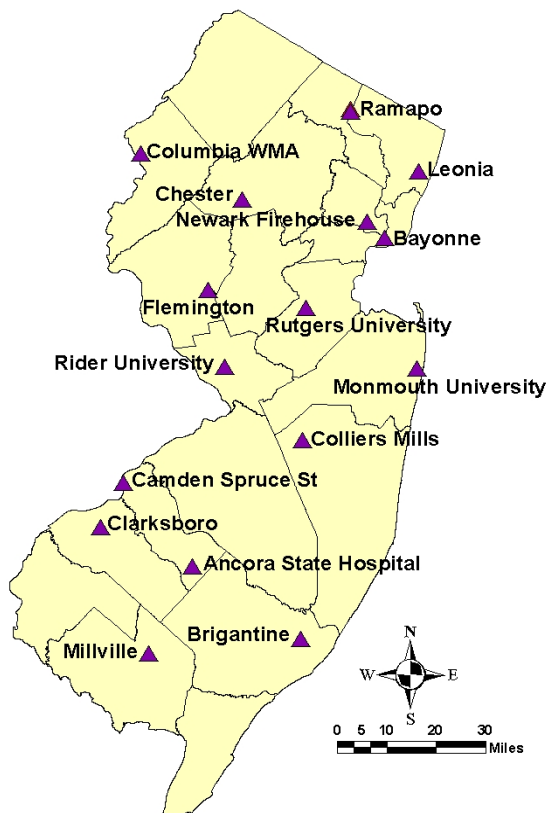 Ramapo
Columbia WMA
Leonia
Chester
Newark Firehouse
Bayonne
Flemington
Rutgers University
Rider University
Monmouth University
Colliers Mills
Camden Spruce St
Clarksboro
Ancora State Hospital
Brigantine
Millville
N
W E
S
0 5 10 20 30
Miles